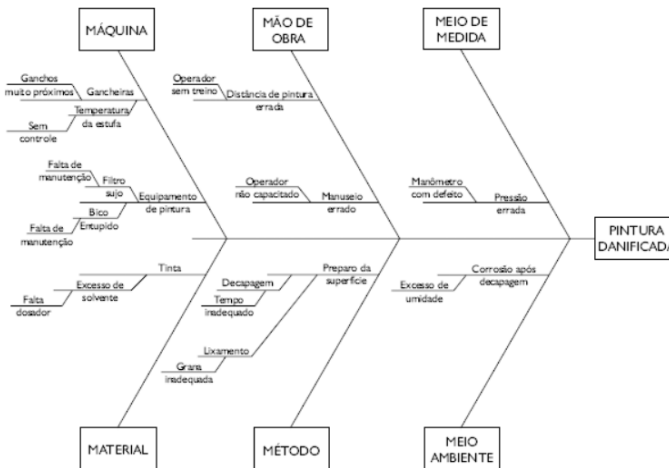 MÁQUINA
MÃO DE
OBRA
MEIO DE
MEDIDA
Ganchos
muito próximos
Gancheiras
Temperatura
da estufa
Sem
controle
Operador
sem treino
Distância de pintura
errada
Falta de
manutenção
Filtro
sujo
Equipamento
de pintura
Bico
Entupido
Falta de
manutenção
Operador
não capacitado
Manuseio
errado
Manômetro
com defeito
Pressão
errada
PINTURA
DANIFICADA
Tinta
Excesso de
solvente
Falta
dosador
Preparo da
superfície
Decapagem
Tempo
inadequado
Lixamento
Grana
inadequada
Corrosão após
decapagem
Excesso de
umidade
MATERIAL
MÉTODO
MEIO
AMBIENTE